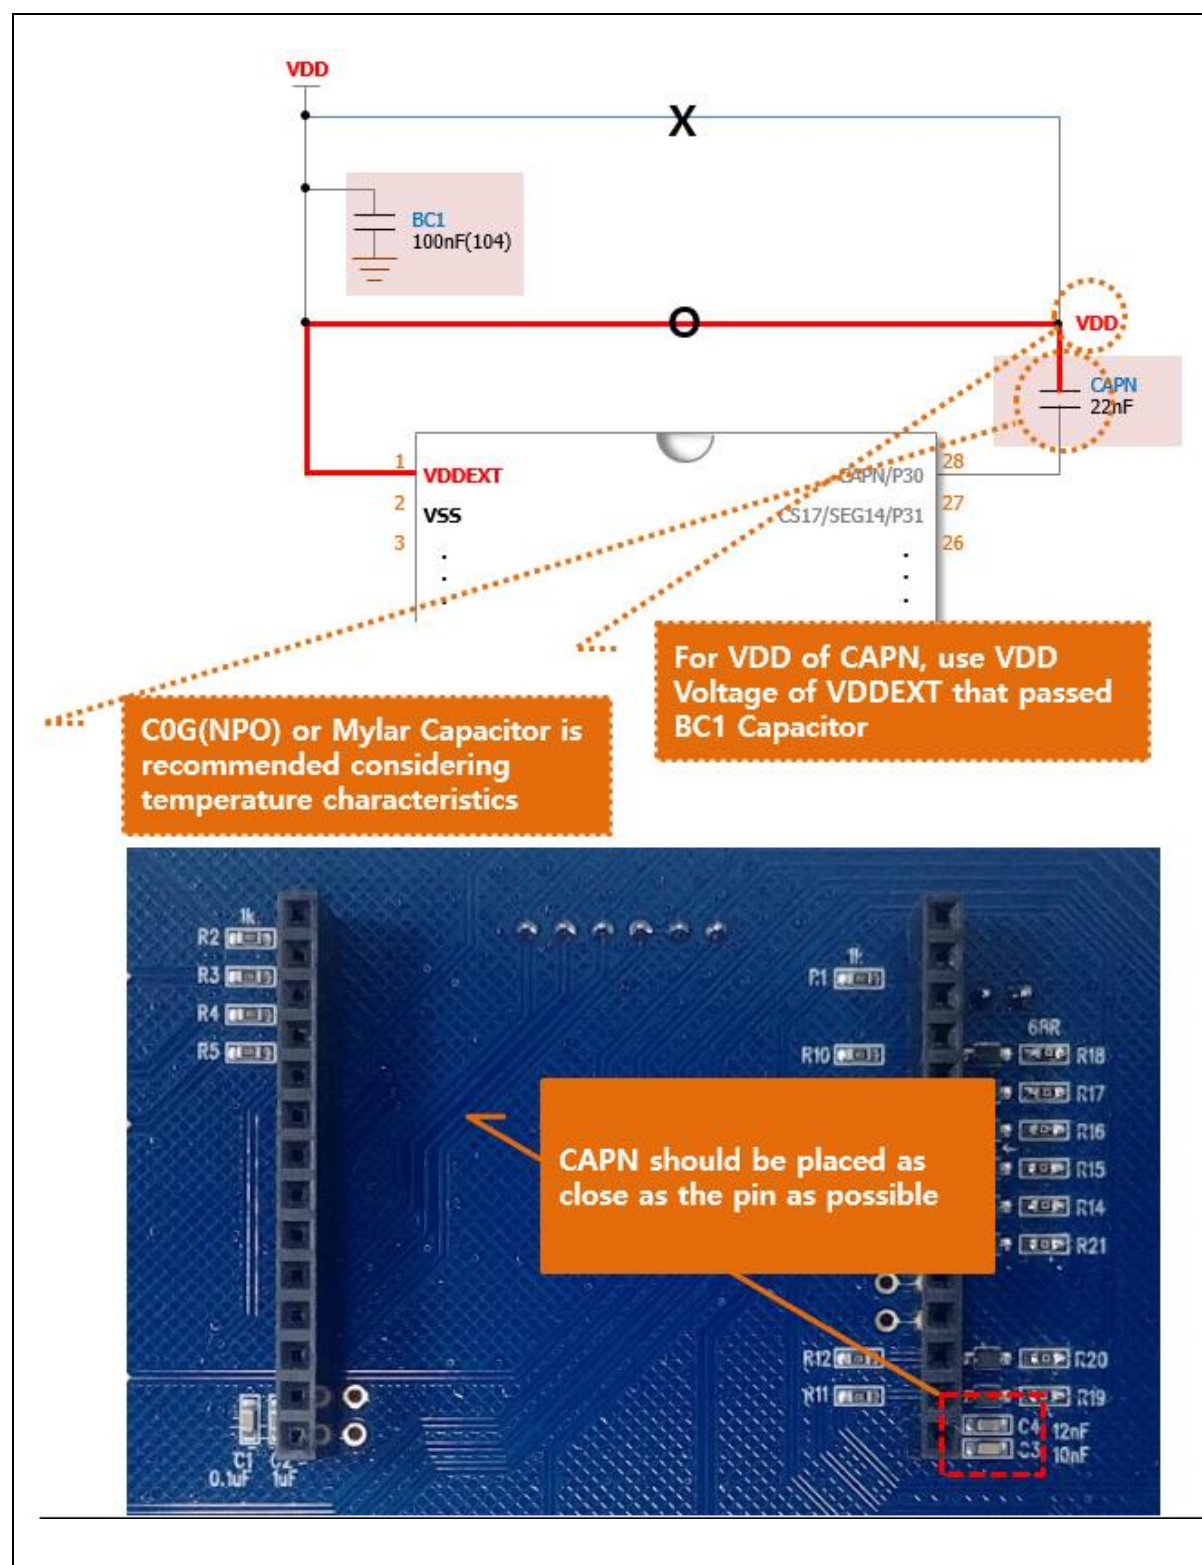 VDD
X
BC1
100nF(104)
O
VDD
CAPN
22nF
1
VDDEXT
CAPN/P30
28
2
VSS
CS17/SEG14/P31
27
3
26
For VDD of CAPN, use VDD
Voltage of VDDEXT that passed
BC1 Capacitor
C0G(NPO) or Mylar Capacitor is
recommended considering
temperature characteristics
1k
R2
R3
R4
R5
1k
R1
R10
68R
R18
R17
R16
R15
R14
R21
CAPN should be placed as
close as the pin as possible
R12
R11
R20
R19
C4 12nF
C3 10nF
C1 C2
0.1uF 1uF